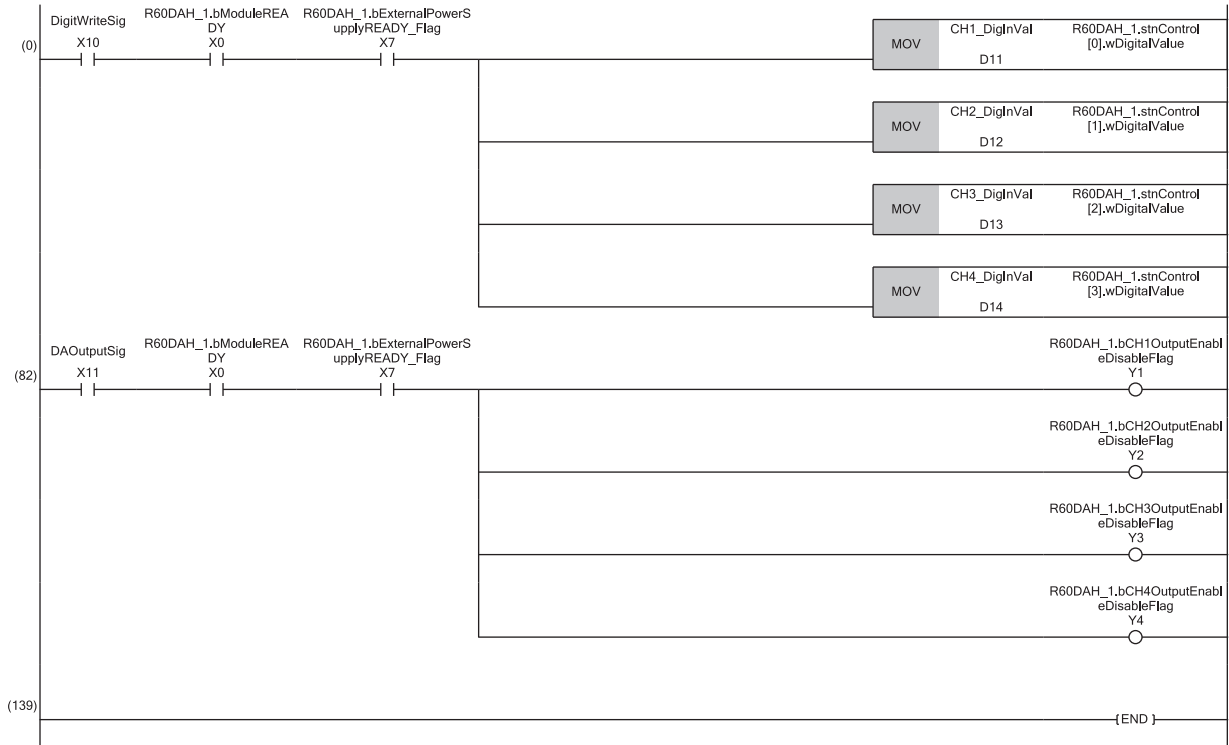 DigitWriteSig
X10
R60DAH_1.bModuleREA
DY
X0
R60DAH_1.bExternalPowerS
upplyREADY_Flag
X7
(0)
MOV
CH1_DigInVal
D11
R60DAH_1.stnControl
[0].wDigitalValue
MOV
CH2_DigInVal
D12
R60DAH_1.stnControl
[1].wDigitalValue
MOV
CH3_DigInVal
D13
R60DAH_1.stnControl
[2].wDigitalValue
MOV
CH4_DigInVal
D14
R60DAH_1.stnControl
[3].wDigitalValue
DAOutputSig
X11
R60DAH_1.bModuleREA
DY
X0
R60DAH_1.bExternalPowerS
upplyREADY_Flag
X7
(82)
R60DAH_1.bCH1OutputEnabl
eDisableFlag
Y1
R60DAH_1.bCH2OutputEnabl
eDisableFlag
Y2
R60DAH_1.bCH3OutputEnabl
eDisableFlag
Y3
R60DAH_1.bCH4OutputEnabl
eDisableFlag
Y4
(139)
[END]